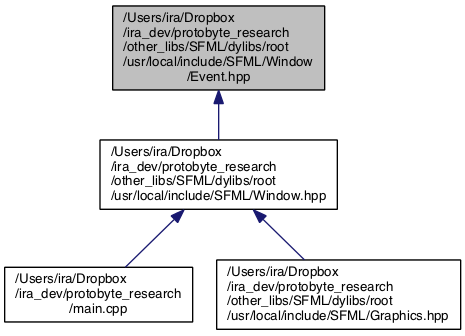 /Users/ira/Dropbox
/ira_dev/protobyte_research
/other_libs/SFML/dylibs/root
/usr/local/include/SFML/Window
/Event.hpp
/Users/ira/Dropbox
/ira_dev/protobyte_research
/other_libs/SFML/dylibs/root
/usr/local/include/SFML/Window.hpp
/Users/ira/Dropbox
/ira_dev/protobyte_research
/main.cpp
/Users/ira/Dropbox
/ira_dev/protobyte_research
/other_libs/SFML/dylibs/root
/usr/local/include/SFML/Graphics.hpp